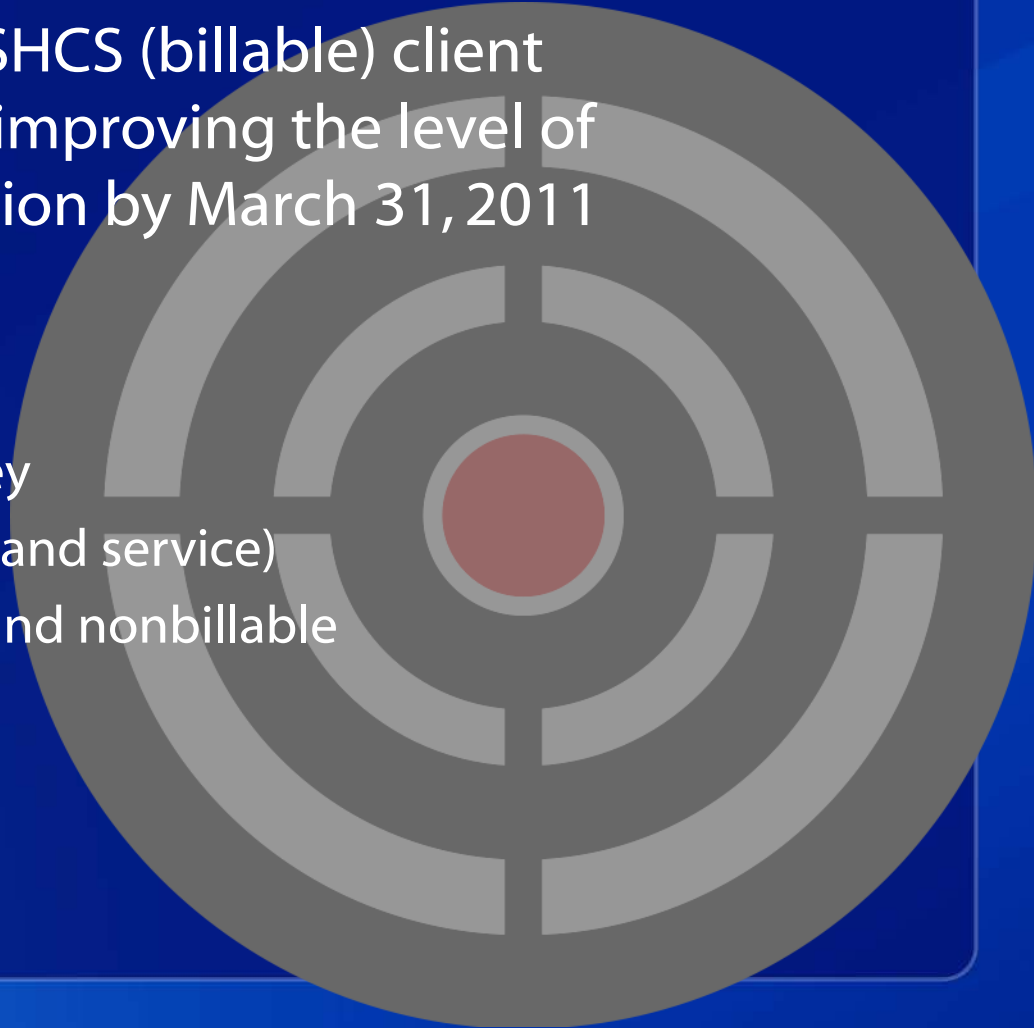 SHCS (billable) client
improving the level of
ion by March 31, 2011
ey
and service)
nd nonbillable